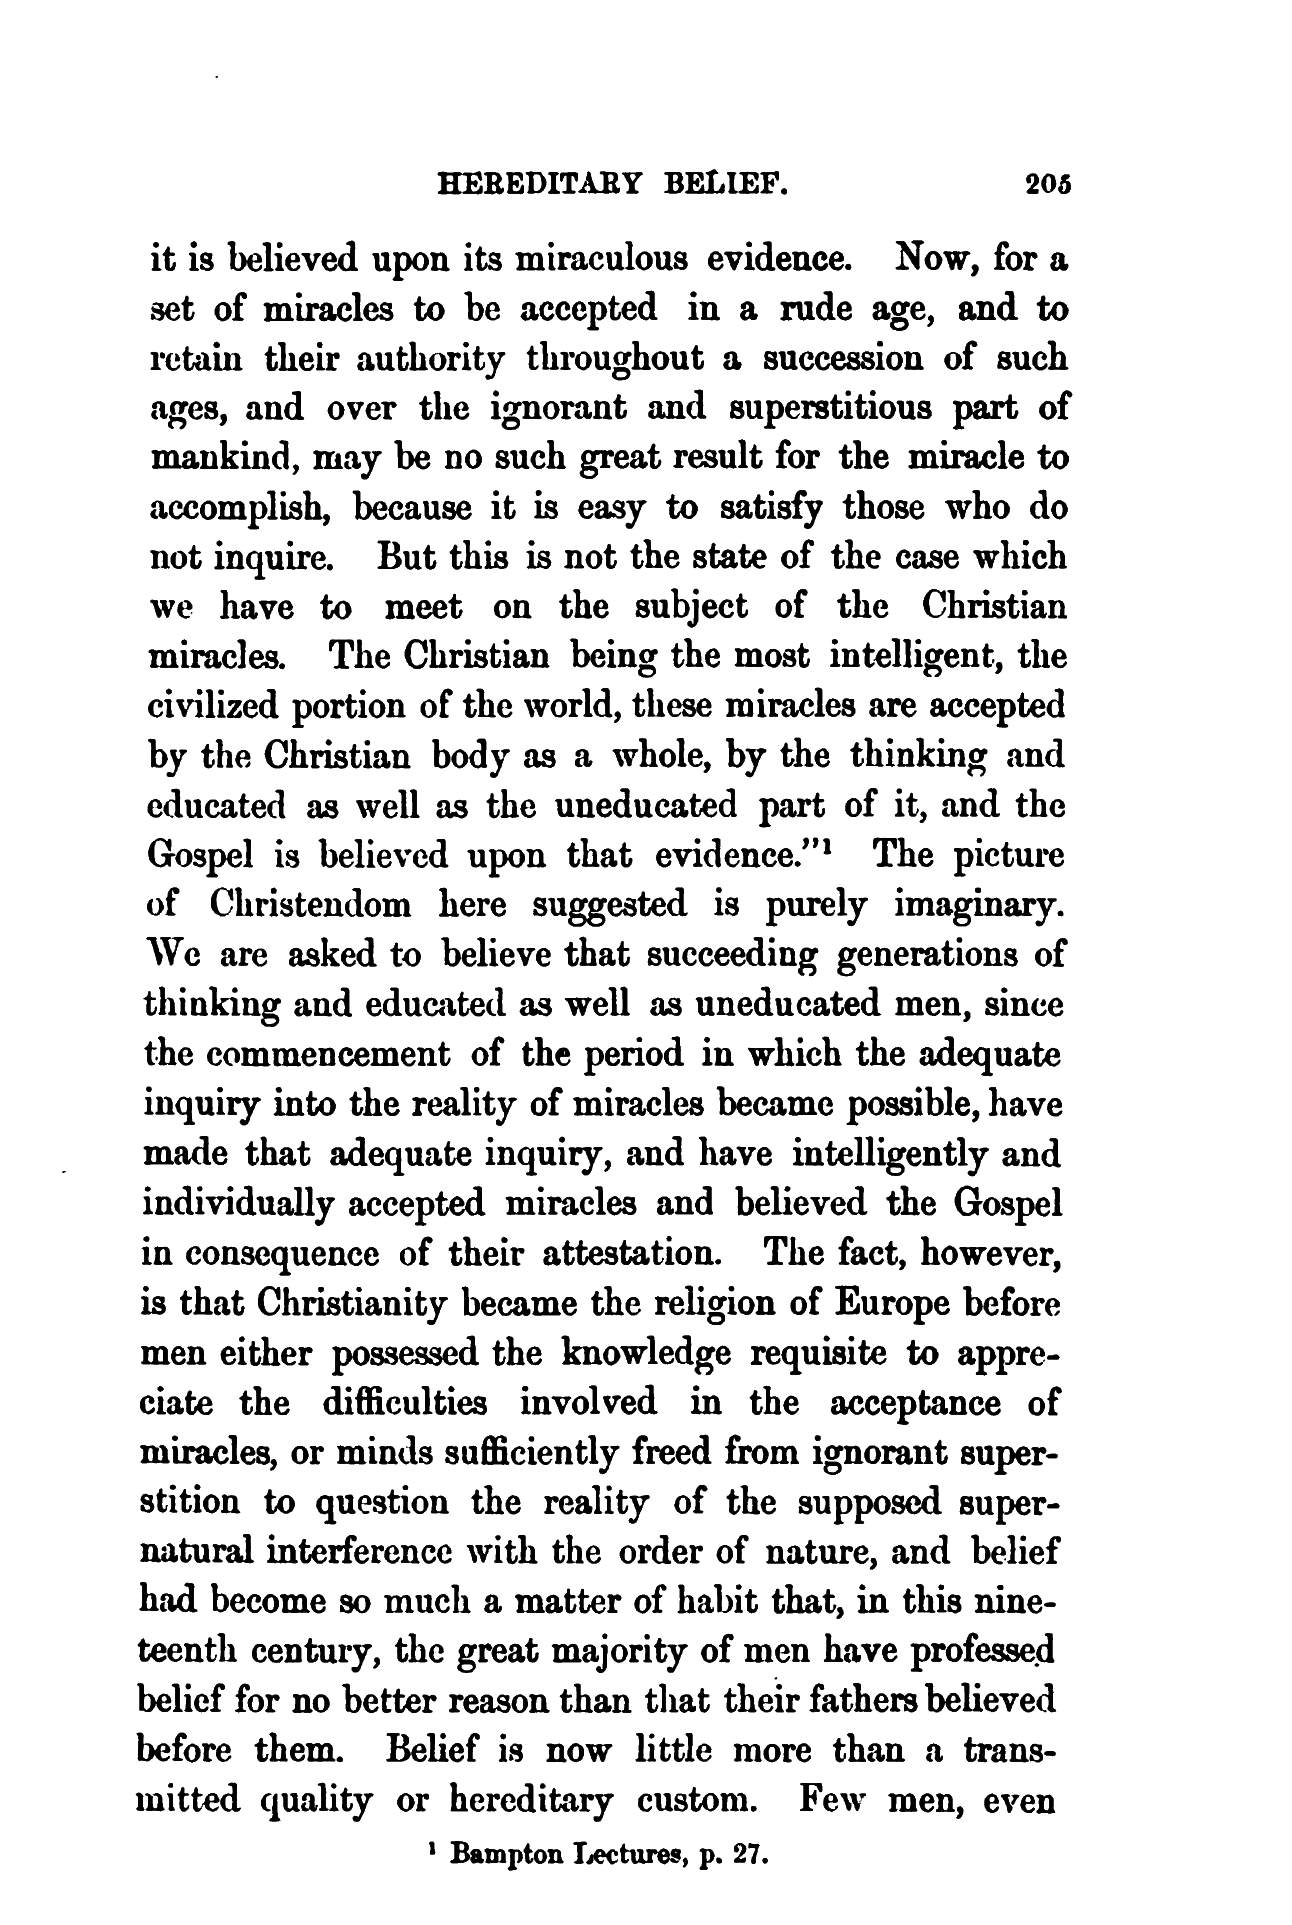 HEREDITARY BELIEF. 205
it is believed upon its miraculous evidence. Now, for a
set of miracles to be accepted in a rude age, and to
retain their authority throughout a succession of such
ages, and over the ignorant and superstitious part of
mankind, may be no such great result for the miracle to
accomplish, because it is easy to satisfy those who do
not inquire. But this is not the state of the case which
we have to meet on the subject of the Christian
miracles. The Christian being the most intelligent, the
civilized portion of the world, these miracles are accepted
by the Christian body as a whole, by the thinking and
educated as well as the uneducated part of it, and the
Gospel is believed upon that evidence."¹ The picture
of Christendom here suggested is purely imaginary.
We are asked to believe that succeeding generations of
thinking and educated as well as uneducated men, since
the commencement of the period in which the adequate
inquiry into the reality of miracles became possible, have
made that adequate inquiry, and have intelligently and
individually accepted miracles and believed the Gospel
in consequence of their attestation. The fact, however,
is that Christianity became the religion of Europe before
men either possessed the knowledge requisite to appre-
ciate the difficulties involved in the acceptance of
miracles, or minds sufficiently freed from ignorant super-
stition to question the reality of the supposed super-
natural interference with the order of nature, and belief
had become so much a matter of habit that, in this nine-
teenth century, the great majority of men have professed
belief for no better reason than that their fathers believed
before them. Belief is now little more than a trans-
mitted quality or hereditary custom. Few men, even
¹ Bampton Lectures, p. 27.